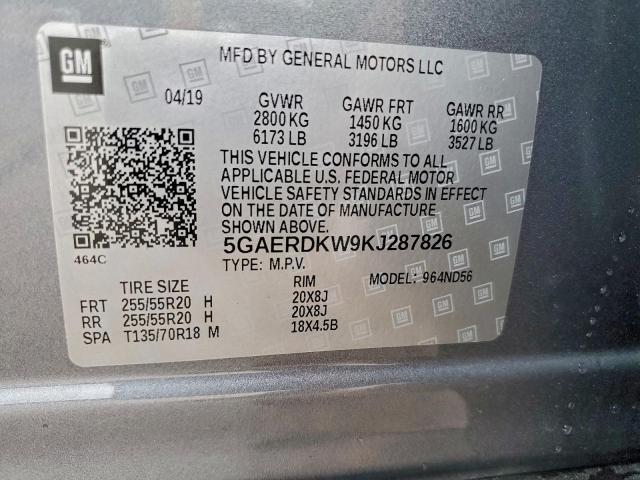 GM
MFD BY GENERAL MOTORS LLC
04/19 GVWR GAWR FRT GAWR RR
2800 KG 1450 KG 1600 KG
6173 LB 3196 LB 3527 LB
THIS VEHICLE CONFORMS TO ALL
APPLICABLE U.S. FEDERAL MOTOR
VEHICLE SAFETY STANDARDS IN EFFECT
ON THE DATE OF MANUFACTURE
SHOWN ABOVE.
464C
5GAERDKW9KJ287826
TYPE: M.P.V. MODEL: 964ND56
TIRE SIZE RIM
FRT 255/55R20 H 20X8J
RR 255/55R20 H 20X8J
SPA T135/70R18 M 18X4.5B